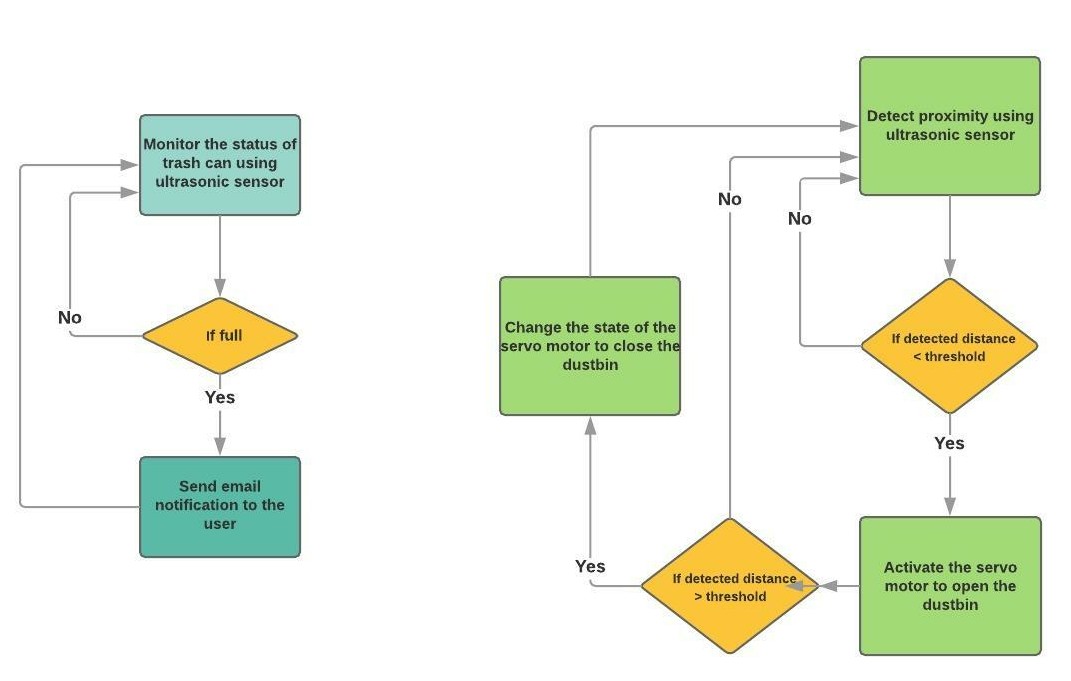 Monitor the status of
trash can using
ultrasonic sensor
No
If full
Yes
Send email
notification to the
user
Detect proximity using
ultrasonic sensor
No
No
If detected distance
< threshold
Yes
Change the state of the
servo motor to close the
dustbin
Activate the servo
motor to open the
dustbin
If detected distance
> threshold
Yes